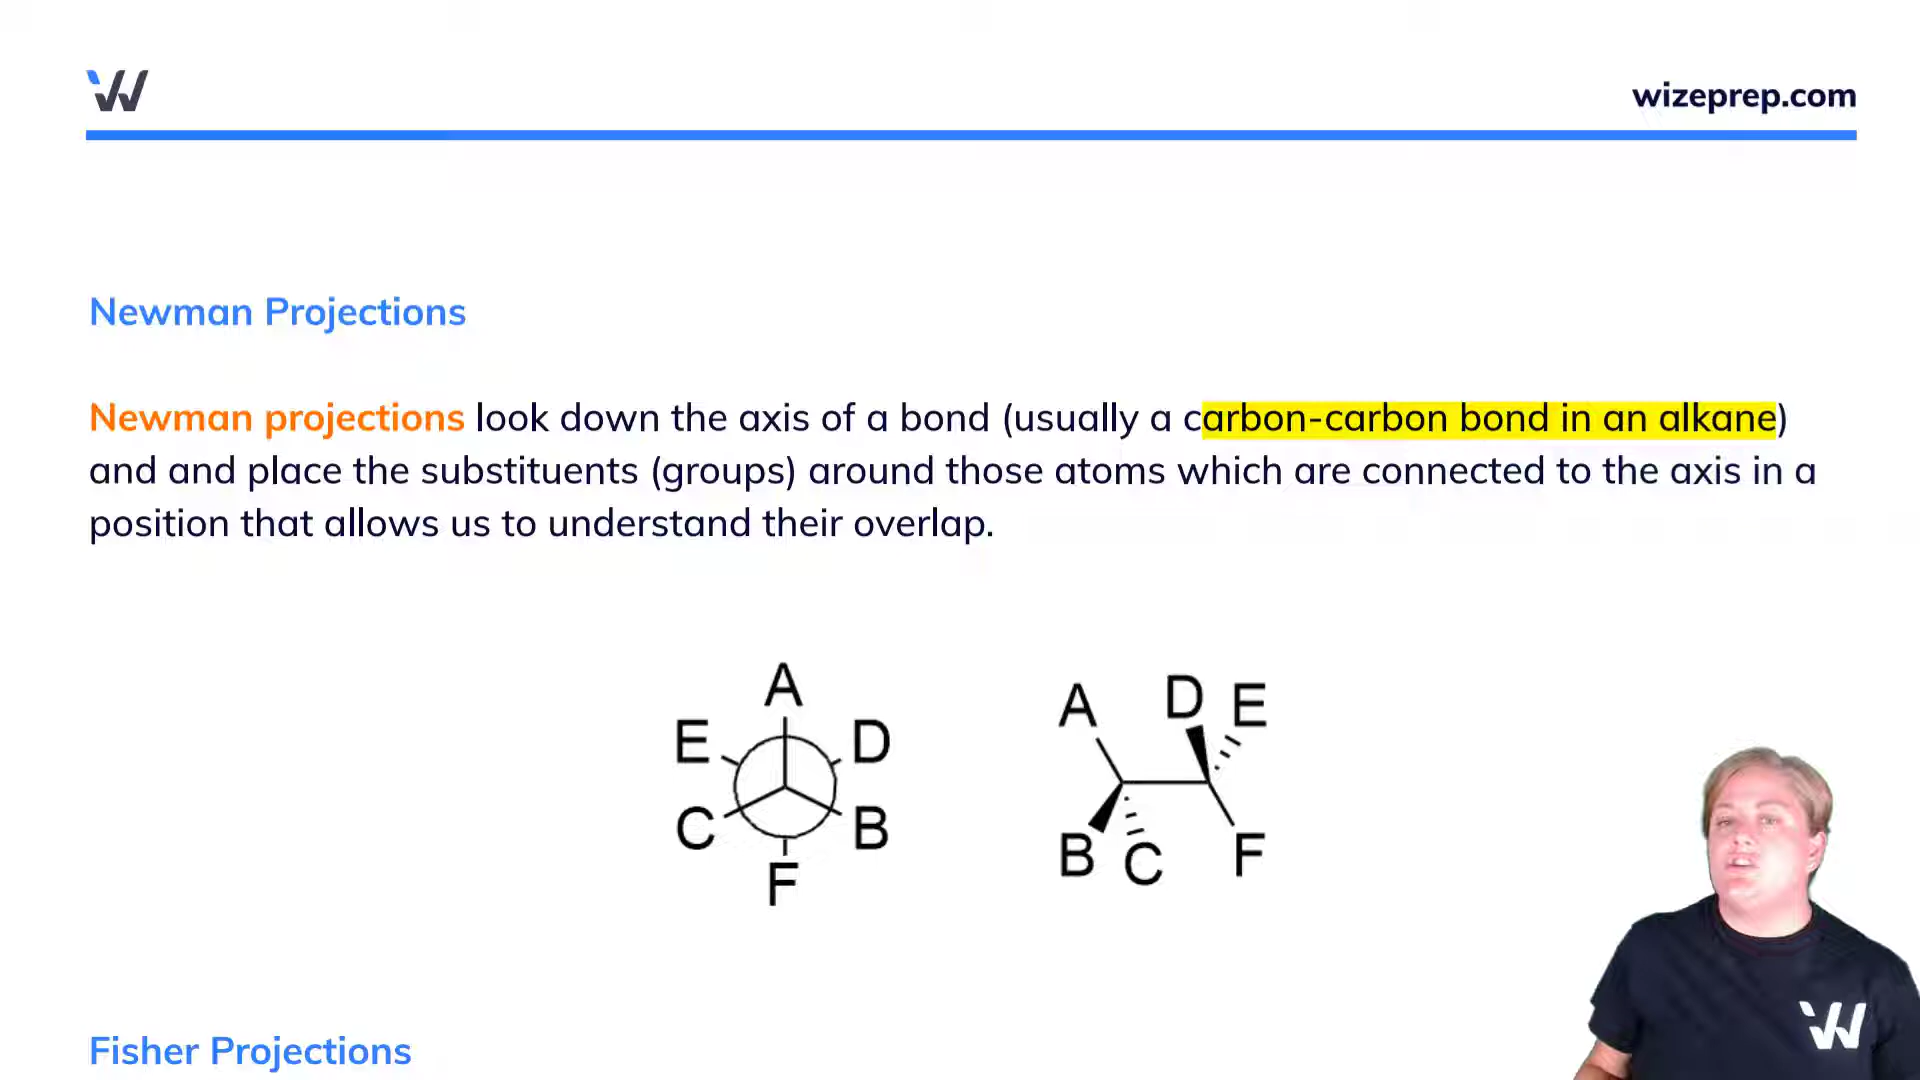 W
wizeprep.com
Newman Projections
Newman projections look down the axis of a bond (usually a carbon-carbon bond in an alkane)
and and place the substituents (groups) around those atoms which are connected to the axis in a
position that allows us to understand their overlap.
A
E D
C B
F
A D E
B C F
Fisher Projections
W